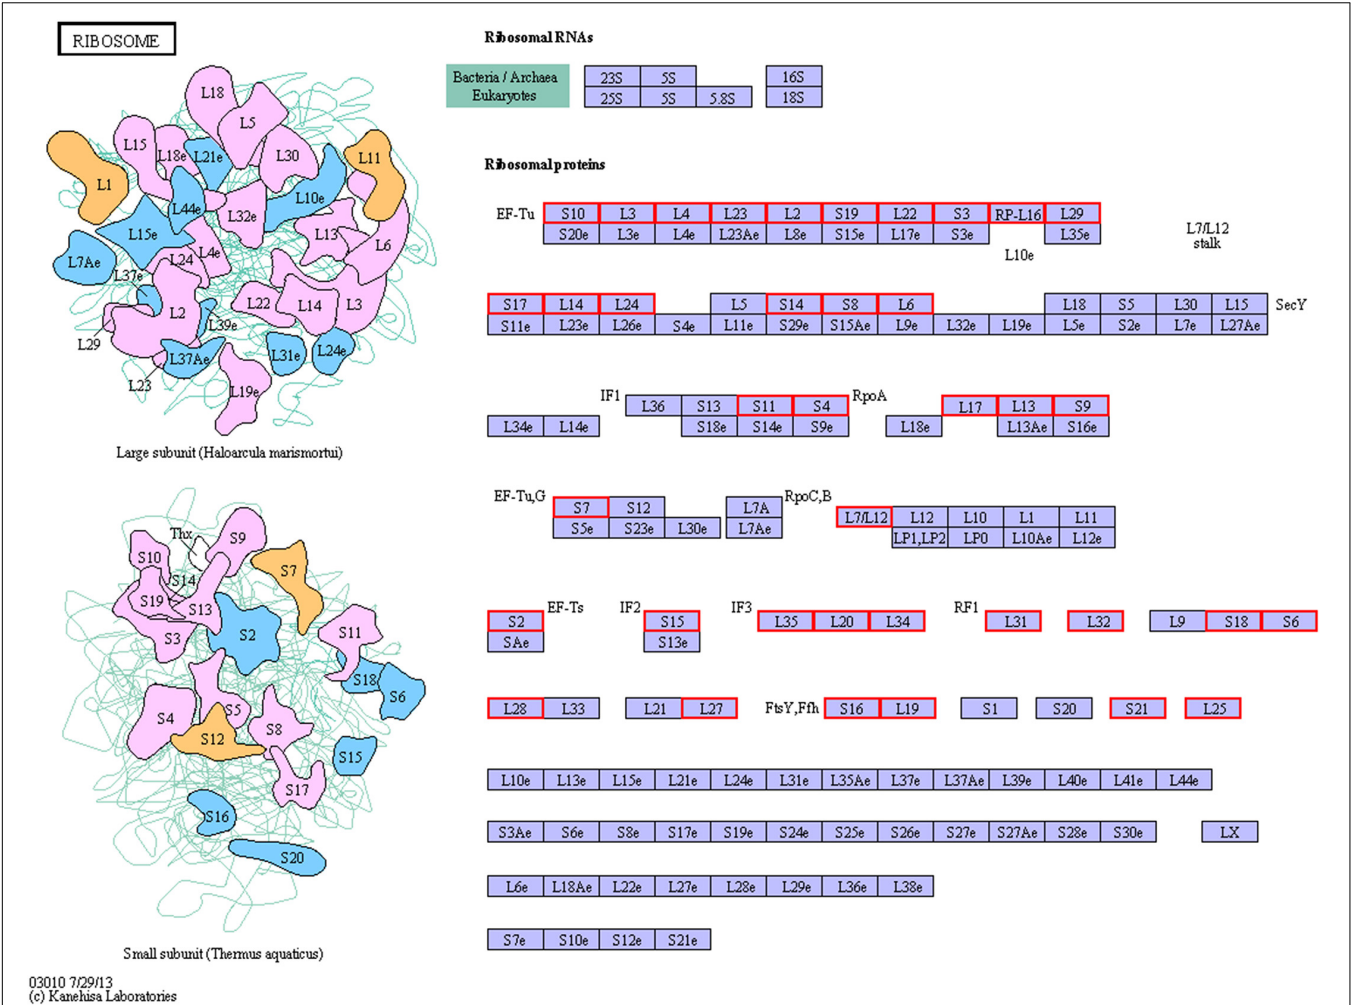 RIBOSOME
Ribosomal RNAs
Bacteria / Archaea 23S 5S 16S
Eukaryotes 25S 5S 5.8S 18S
Ribosomal proteins
EF-Tu S10 L3 L4 L23 L2 S19 L22 S3 RP-L16 L29
S20e L3e L4e L23Ae L8e S15e L17e S3e L35e
L10e
L7/L12
stalk
S17 L14 L24 L5 S14 S8 L6 L18 S5 L30 L15 SecY
S11e L23e L26e S4e L11e S29e S15Ae L9e L32e L19e L5e S2e L7e L27Ae
IF1 L36 S13 S11 S4 RpoA L17 L13 S9
L34e L14e S18e S14e S9e L18e L13Ae S16e
EF-Tu,G S7 S12 L7A RpoC,B L7/L12 L12 L10 L1 L11
S5e S23e L30e L7Ae LP1,LP2 LP0 L10Ae L12e
S2 EF-Ts IF2 S15 IF3 L35 L20 L34 RF1 L31 L32 L9 S18 S6
SAe S13e
L28 L33 L21 L27 FtsY,Ffh S16 L19 S1 S20 S21 L25
L10e L13e L15e L21e L24e L31e L35Ae L37e L37Ae L39e L40e L41e L44e
S3Ae S6e S8e S17e S19e S24e S25e S26e S27e S27Ae S28e S30e LX
L6e L18Ae L22e L27e L28e L29e L36e L38e
S7e S10e S12e S21e
L18
L5
L15
L18e
L21e
L30
L11
L1
L10e
L44e
L32e
L15e
L13
L6
L7Ae
L24
L4e
L37e
L2
L22
L14
L3
L39e
L29
L37Ae
L31e
L24e
L23
L19e
Large subunit (Haloarcula marismortui)
Thx
S9
S10
S7
S14
S19
S13
S3
S2
S11
S18
S6
S4
S5
S12
S8
S15
S17
S16
S20
Small subunit (Thermus aquaticus)
03010 7/29/13
(c) Kanehisa Laboratories